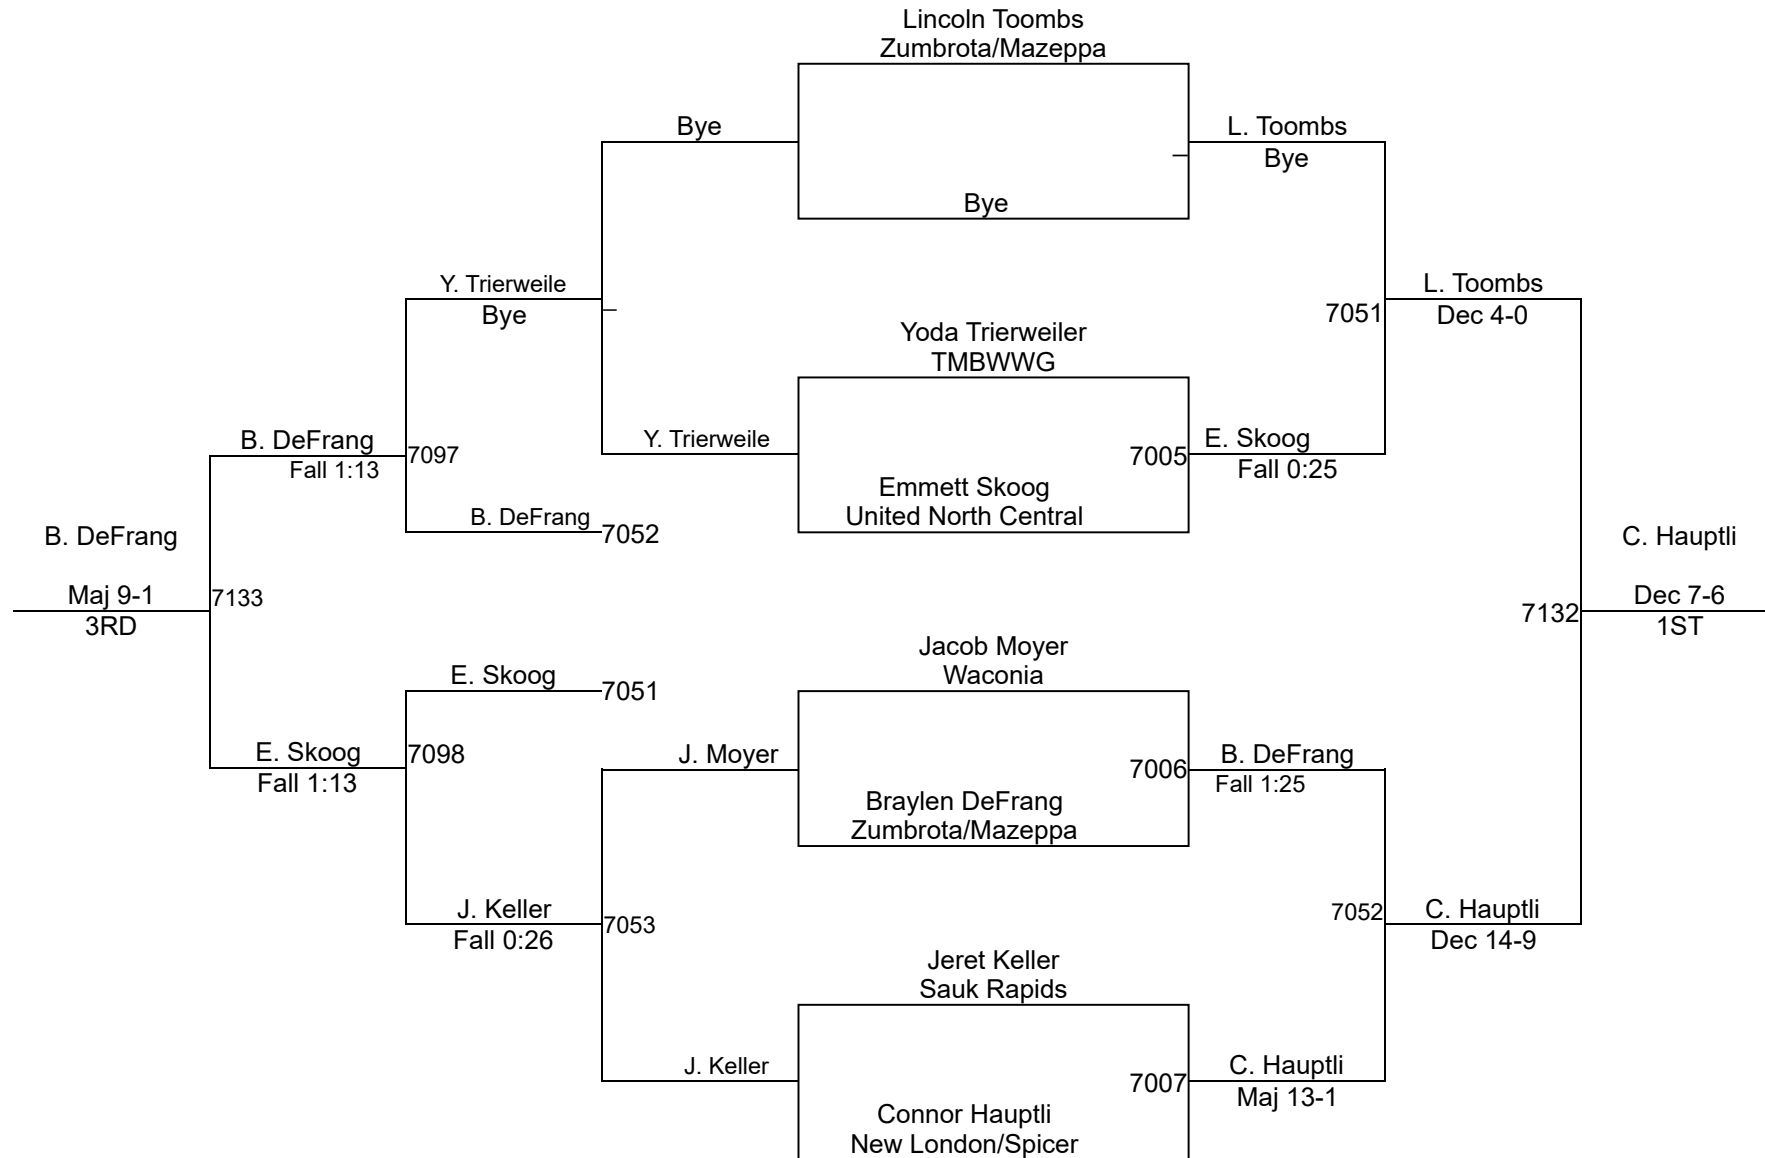 Lincoln Toombs
Zumbrota/Mazeppa
Bye
L. Toombs
Bye
Bye
Y. Trierweile
Bye
L. Toombs
7051
Dec 4-0
Yoda Trierweiler
TMBWWG
B. DeFrang
Fall 1:13
7097
Y. Trierweile
7005
E. Skoog
Fall 0:25
Emmett Skoog
United North Central
B. DeFrang
7052
B. DeFrang
Maj 9-1
3RD
7133
C. Hauptli
7132
Dec 7-6
1ST
Jacob Moyer
Waconia
E. Skoog
7051
E. Skoog
Fall 1:13
7098
J. Moyer
7006
B. DeFrang
Fall 1:25
Braylen DeFrang
Zumbrota/Mazeppa
J. Keller
Fall 0:26
7053
7052
C. Hauptli
Dec 14-9
Jeret Keller
Sauk Rapids
J. Keller
7007
C. Hauptli
Maj 13-1
Connor Hauptli
New London/Spicer